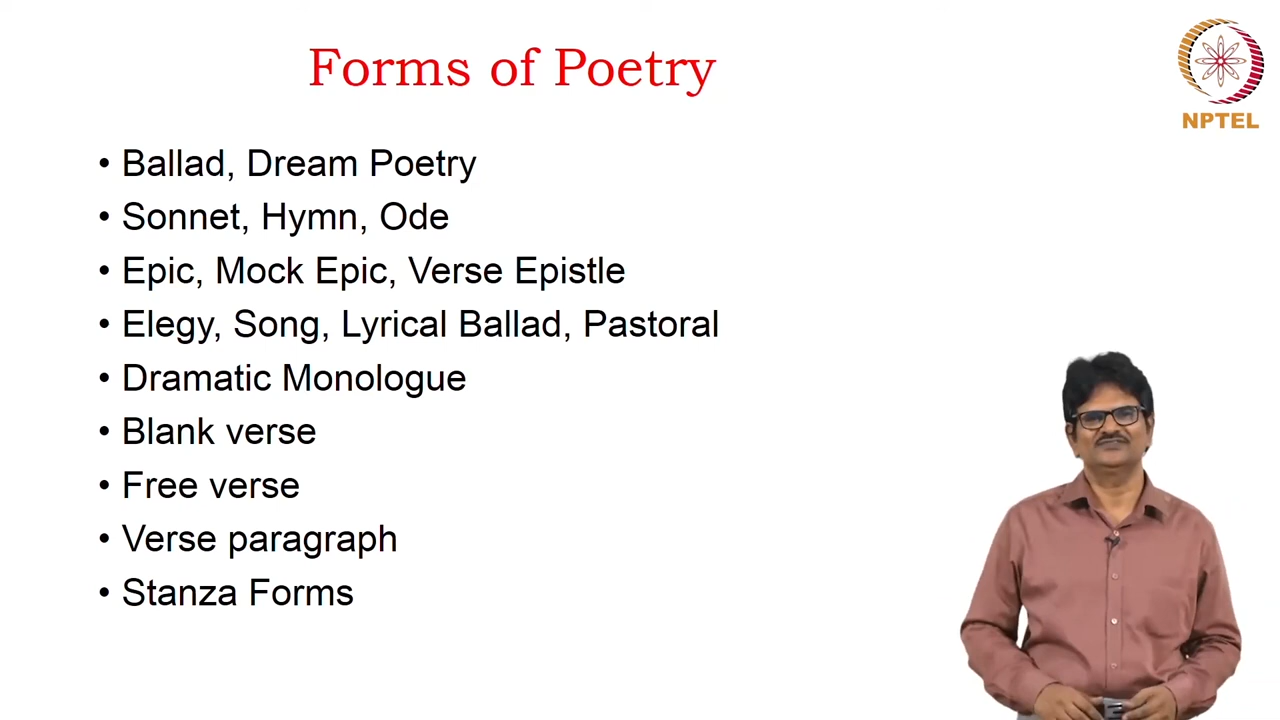 Forms of Poetry
NPTEL
• Ballad, Dream Poetry
• Sonnet, Hymn, Ode
• Epic, Mock Epic, Verse Epistle
• Elegy, Song, Lyrical Ballad, Pastoral
• Dramatic Monologue
• Blank verse
• Free verse
• Verse paragraph
• Stanza Forms